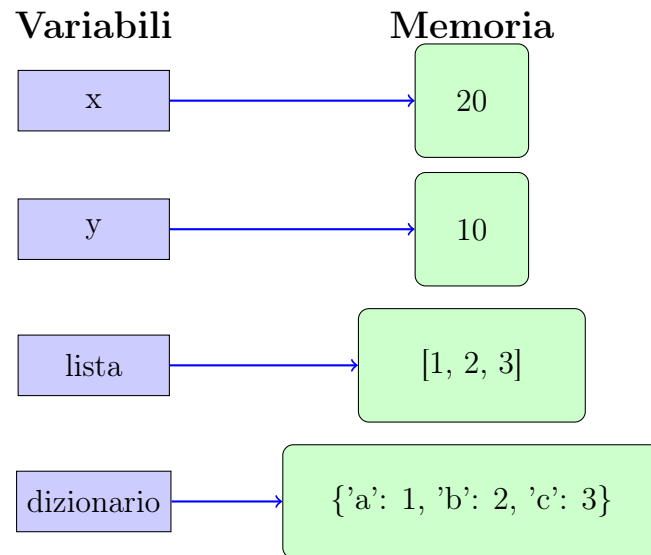 Variabili Memoria
x 20
y 10
lista [1, 2, 3]
dizionario {'a': 1, 'b': 2, 'c': 3}